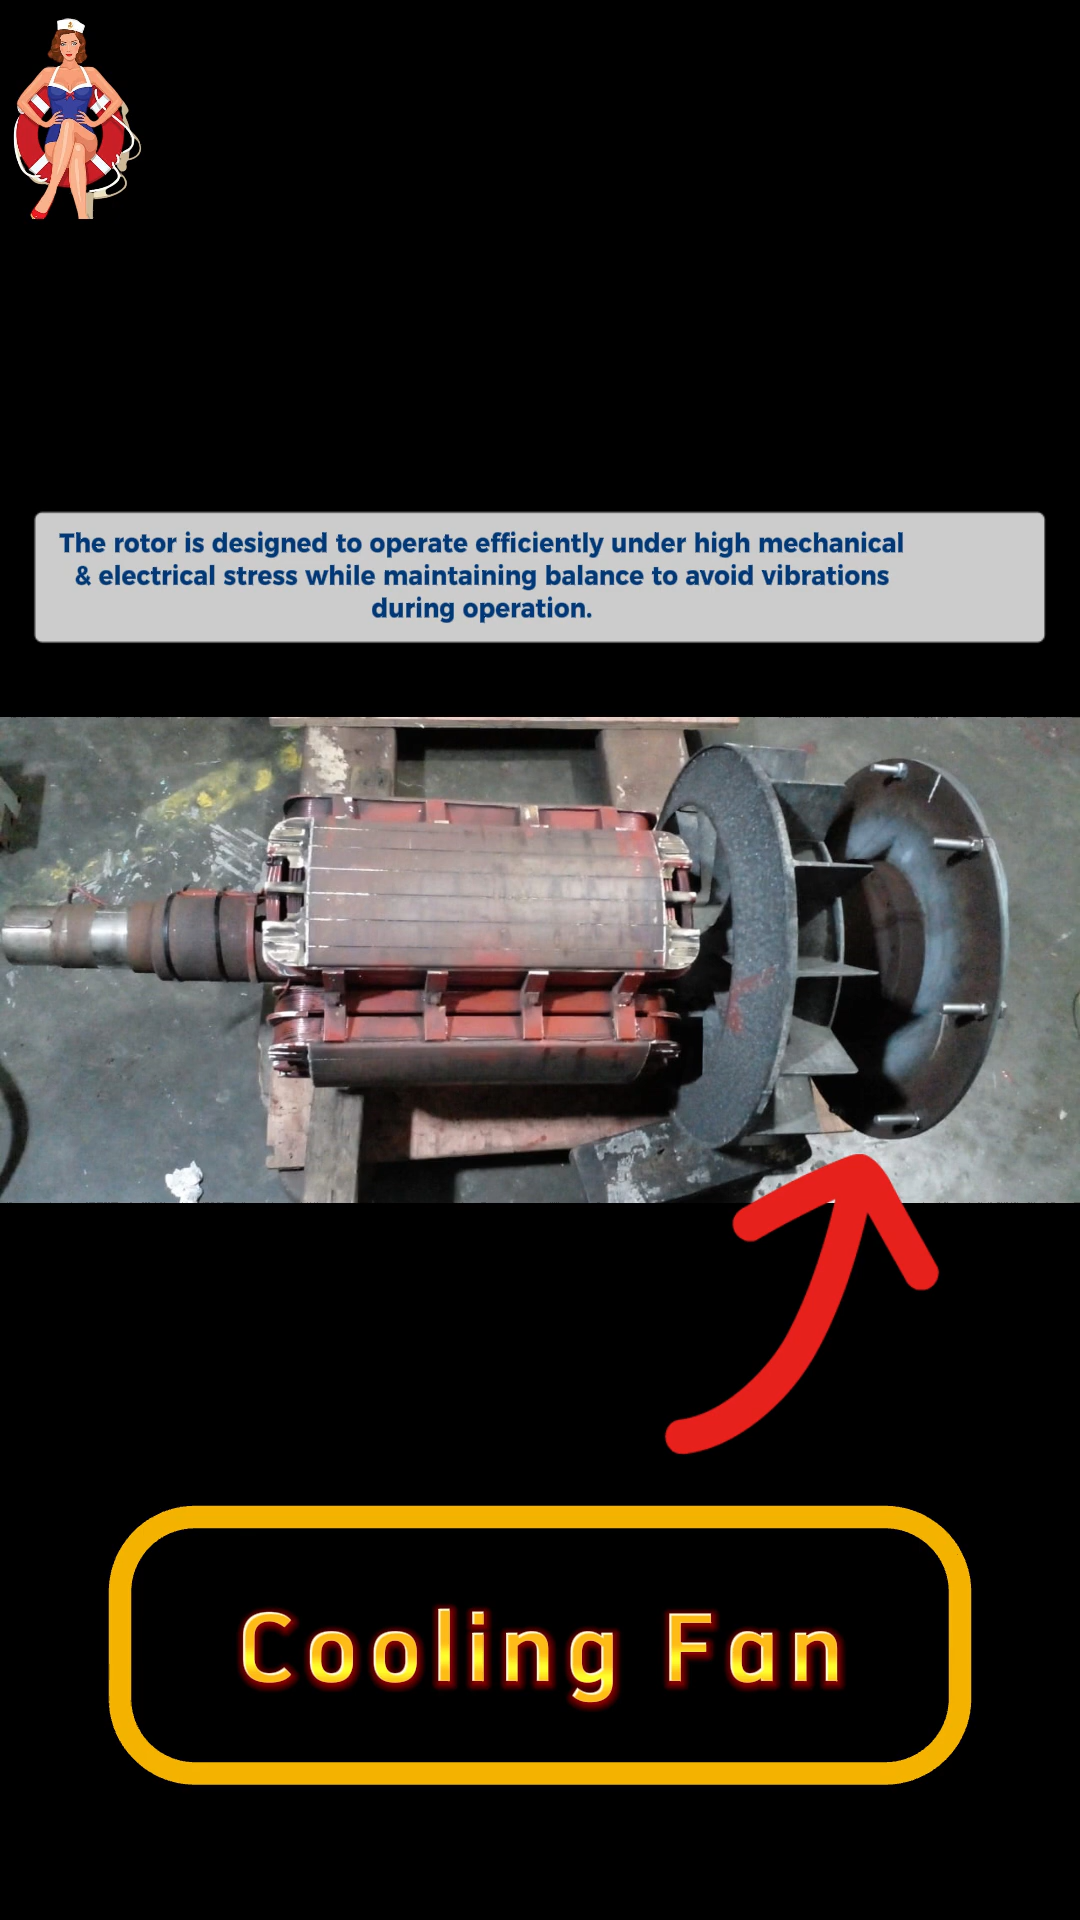 The rotor is designed to operate efficiently under high mechanical
& electrical stress while maintaining balance to avoid vibrations
during operation.
Cooling Fan